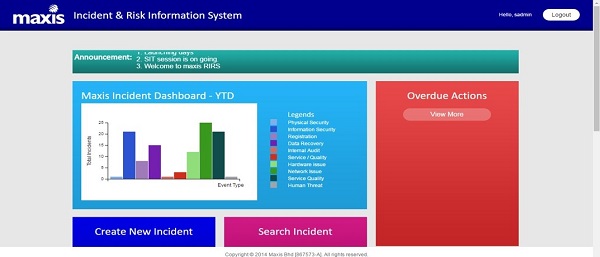 maxis
Incident & Risk Information System
Hello, sadmin
Logout
Announcement:
1. Launching days
2. SIT session is on going.
3. Welcome to maxis RIRS
Maxis Incident Dashboard - YTD
Total Incidents
25
20
15
10
5
0
Event Type
Legends
Physical Security
Information Security
Registration
Data Recovery
Internal Audit
Service / Quality
Hardware Issue
Network Issue
Service Quality
Human Threat
Overdue Actions
View More
Create New Incident
Search Incident
Copyright © 2014 Maxis Bhd [867573-A]. All rights reserved.